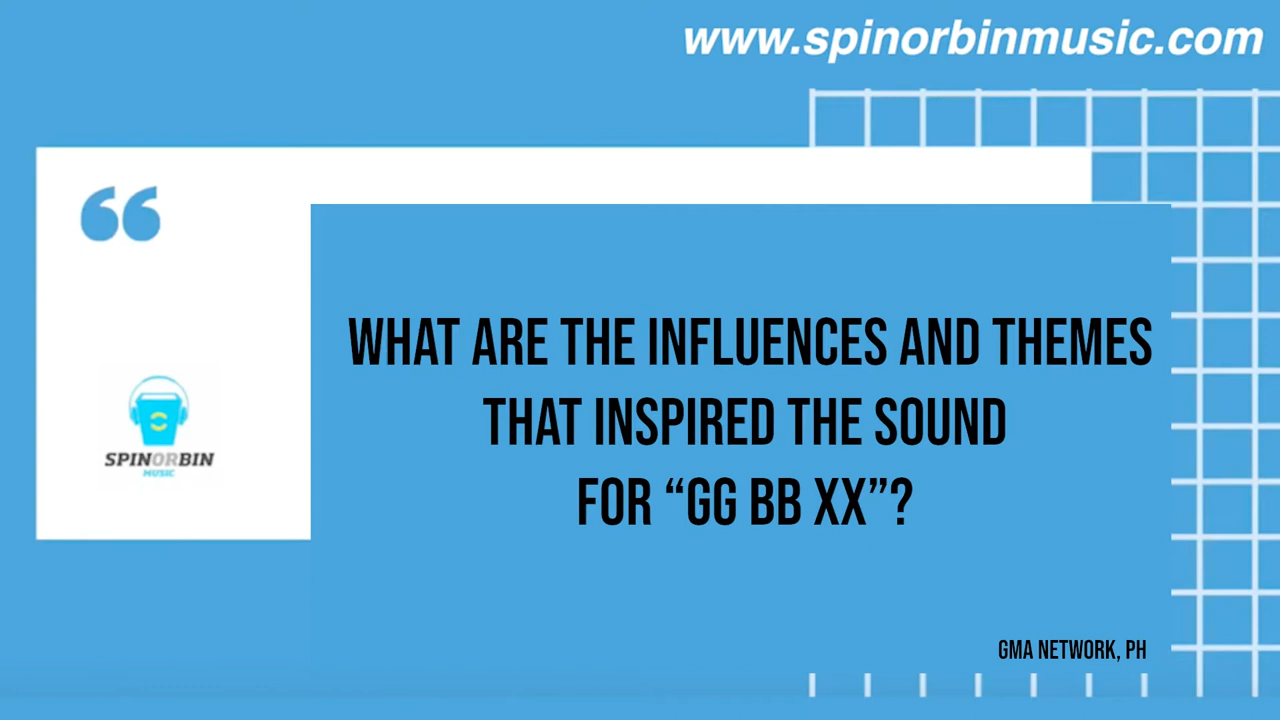 www.spinorbinmusic.com
“
WHAT ARE THE INFLUENCES AND THEMES
THAT INSPIRED THE SOUND
FOR “GG BB XX”?
SPINORBIN
MUSIC
GMA NETWORK, PH